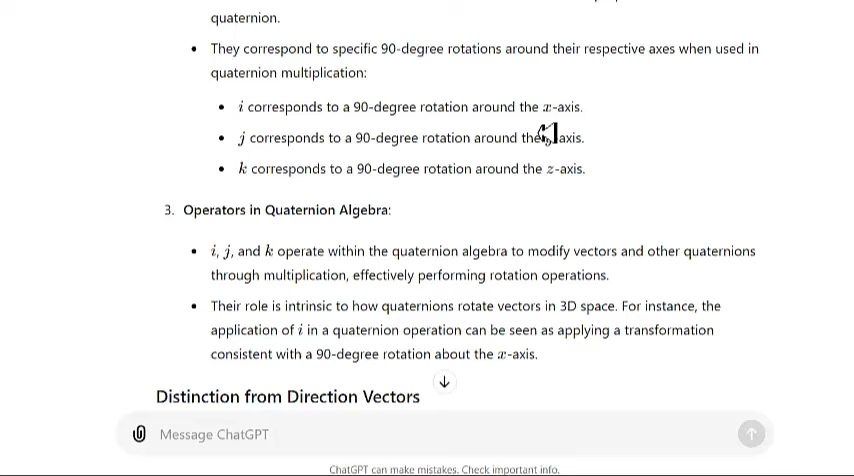 quaternion.
• They correspond to specific 90-degree rotations around their respective axes when used in
quaternion multiplication:
• i corresponds to a 90-degree rotation around the x-axis.
• j corresponds to a 90-degree rotation around the axis.
• k corresponds to a 90-degree rotation around the z-axis.
3. Operators in Quaternion Algebra:
• i, j, and k operate within the quaternion algebra to modify vectors and other quaternions
through multiplication, effectively performing rotation operations.
• Their role is intrinsic to how quaternions rotate vectors in 3D space. For instance, the
application of i in a quaternion operation can be seen as applying a transformation
consistent with a 90-degree rotation about the x-axis.
Distinction from Direction Vectors
Message ChatGPT
ChatGPT can make mistakes. Check important info.